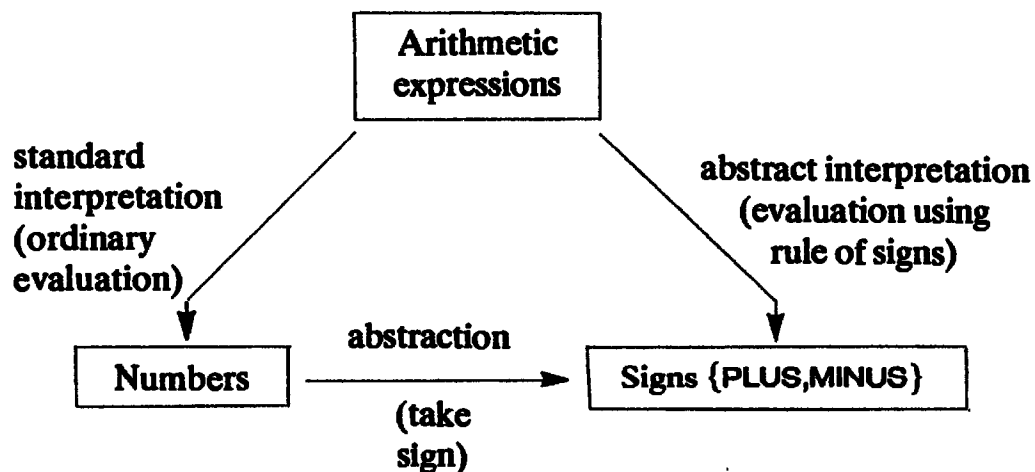 Arithmetic
expressions
standard
interpretation
(ordinary
evaluation)
abstract interpretation
(evaluation using
rule of signs)
Numbers
abstraction
(take
sign)
Signs {PLUS,MINUS}